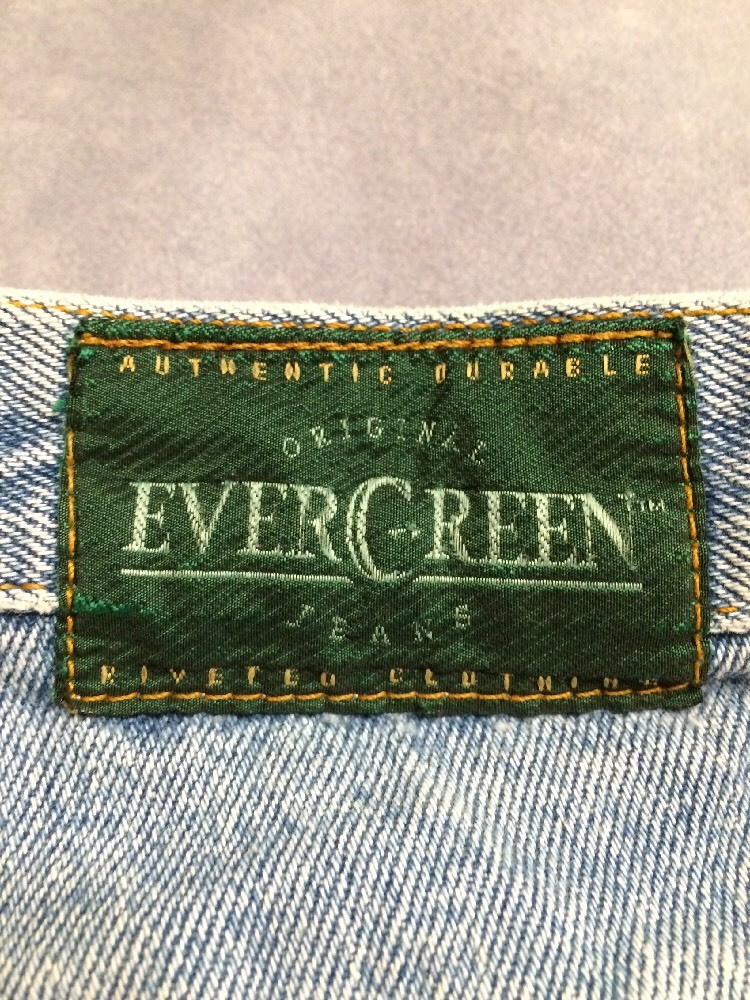 AUTHENTIC DURABLE
ORIGINAL
EVERGREEN™
JEANS
RIVETED CLOTHING